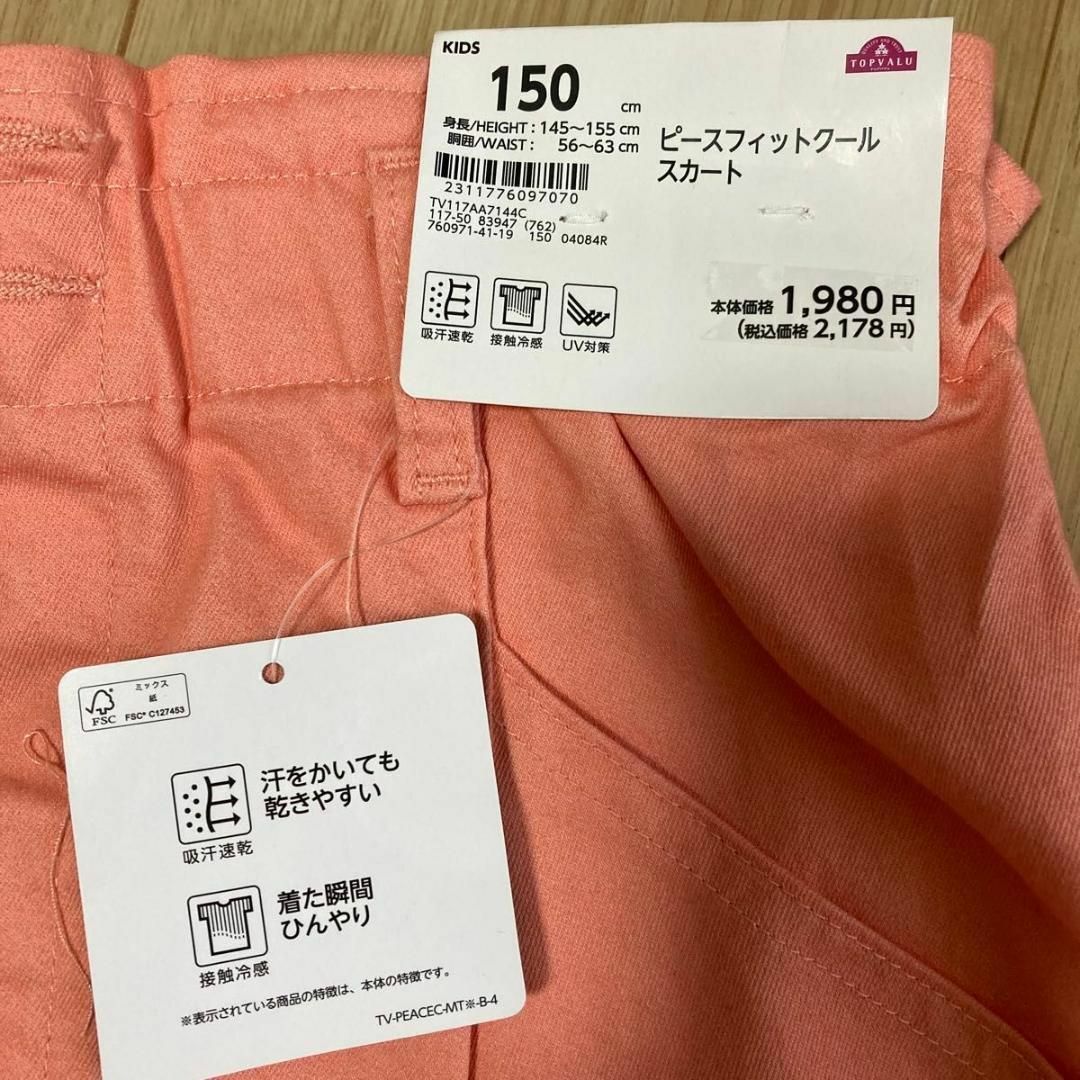 KIDS
150 cm
身長/HEIGHT : 145～155 cm
胴囲/WAIST : 56～63 cm
2311776097070
TV117AA7144C
117-50 83947 (762)
760971-41-19 150 04084R
吸汗速乾
接触冷感
UV対策
TOPVALU
ピースフィットクール
スカート
本体価格 1,980 円
(税込価格 2,178 円)
ミックス
紙
FSC
FSC® C127453
汗をかいても
乾きやすい
吸汗速乾
着た瞬間
ひんやり
接触冷感
※表示されている商品の特徴は、本体の特徴です。
TV-PEACEC-MT※-B-4